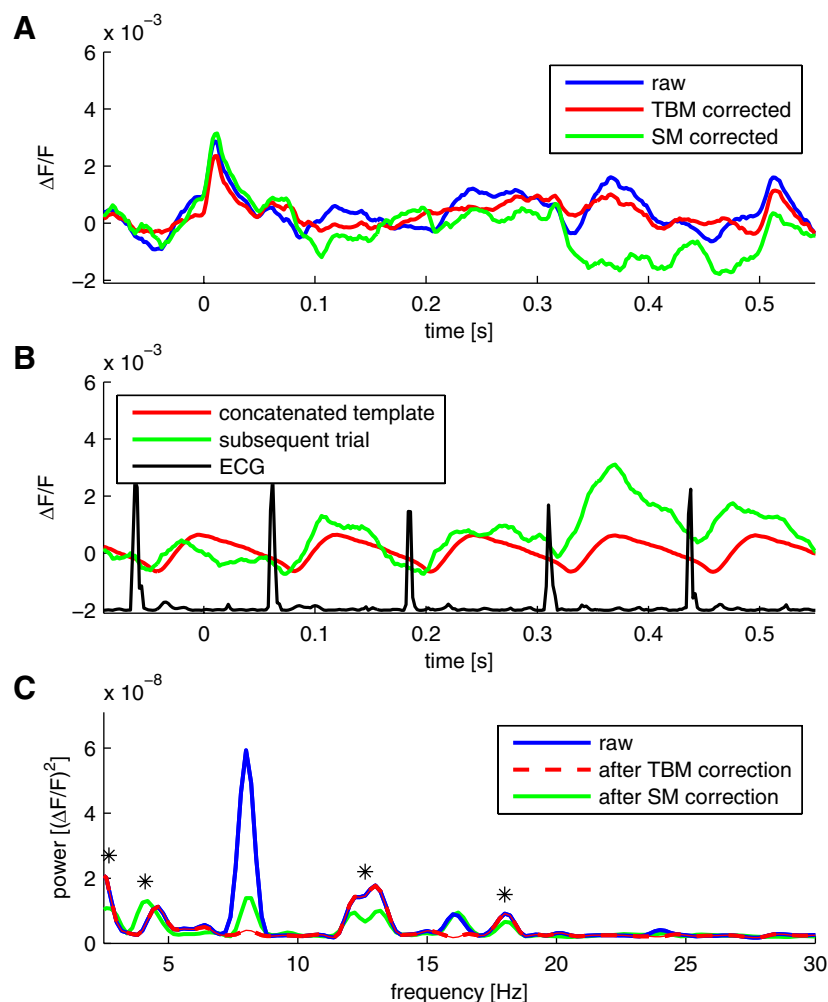 A
x 10⁻³
6
4
2
0
−2
ΔF/F
raw
TBM corrected
SM corrected
0 0.1 0.2 0.3 0.4 0.5
time [s]
B
x 10⁻³
6
4
2
0
−2
ΔF/F
concatenated template
subsequent trial
ECG
0 0.1 0.2 0.3 0.4 0.5
time [s]
C
x 10⁻⁸
6
4
2
0
power [(ΔF/F)²]
raw
after TBM correction
after SM correction
* * * *
5 10 15 20 25 30
frequency [Hz]